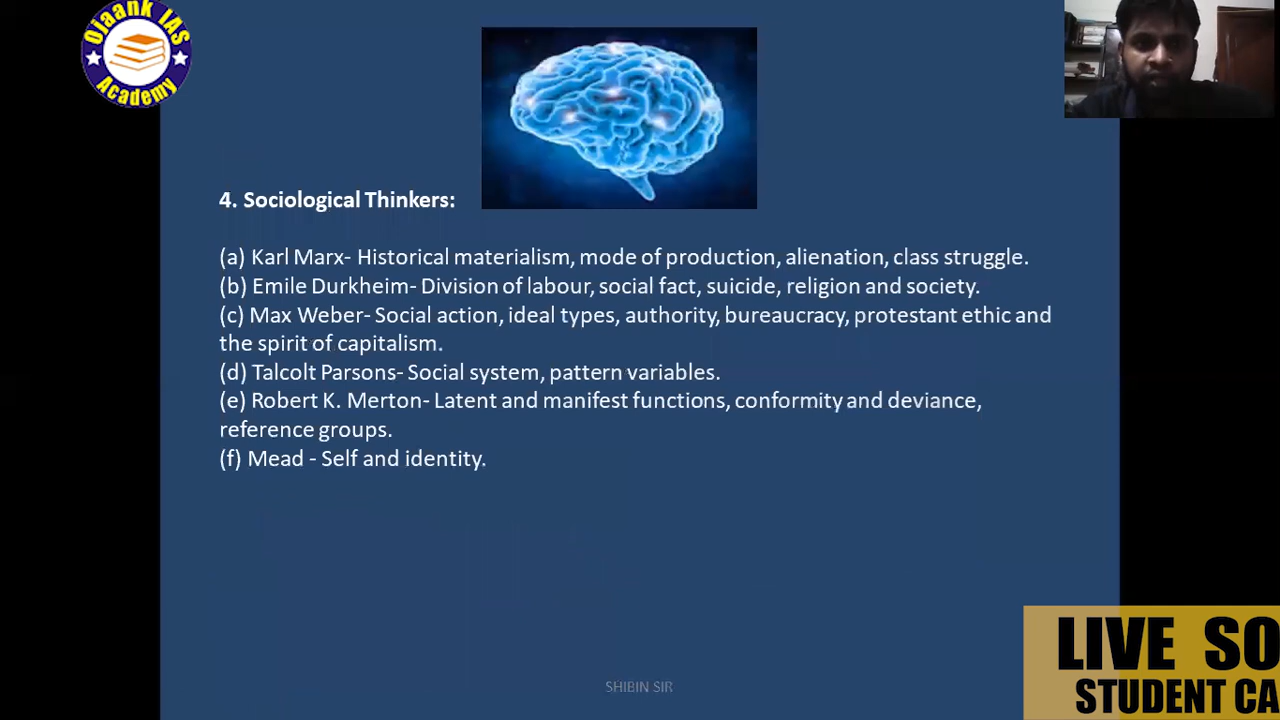 Ojaank IAS
Academy
4. Sociological Thinkers:
(a) Karl Marx- Historical materialism, mode of production, alienation, class struggle.
(b) Emile Durkheim- Division of labour, social fact, suicide, religion and society.
(c) Max Weber- Social action, ideal types, authority, bureaucracy, protestant ethic and
the spirit of capitalism.
(d) Talcolt Parsons- Social system, pattern variables.
(e) Robert K. Merton- Latent and manifest functions, conformity and deviance,
reference groups.
(f) Mead - Self and identity.
SHIBIN SIR
LIVE SO
STUDENT CA